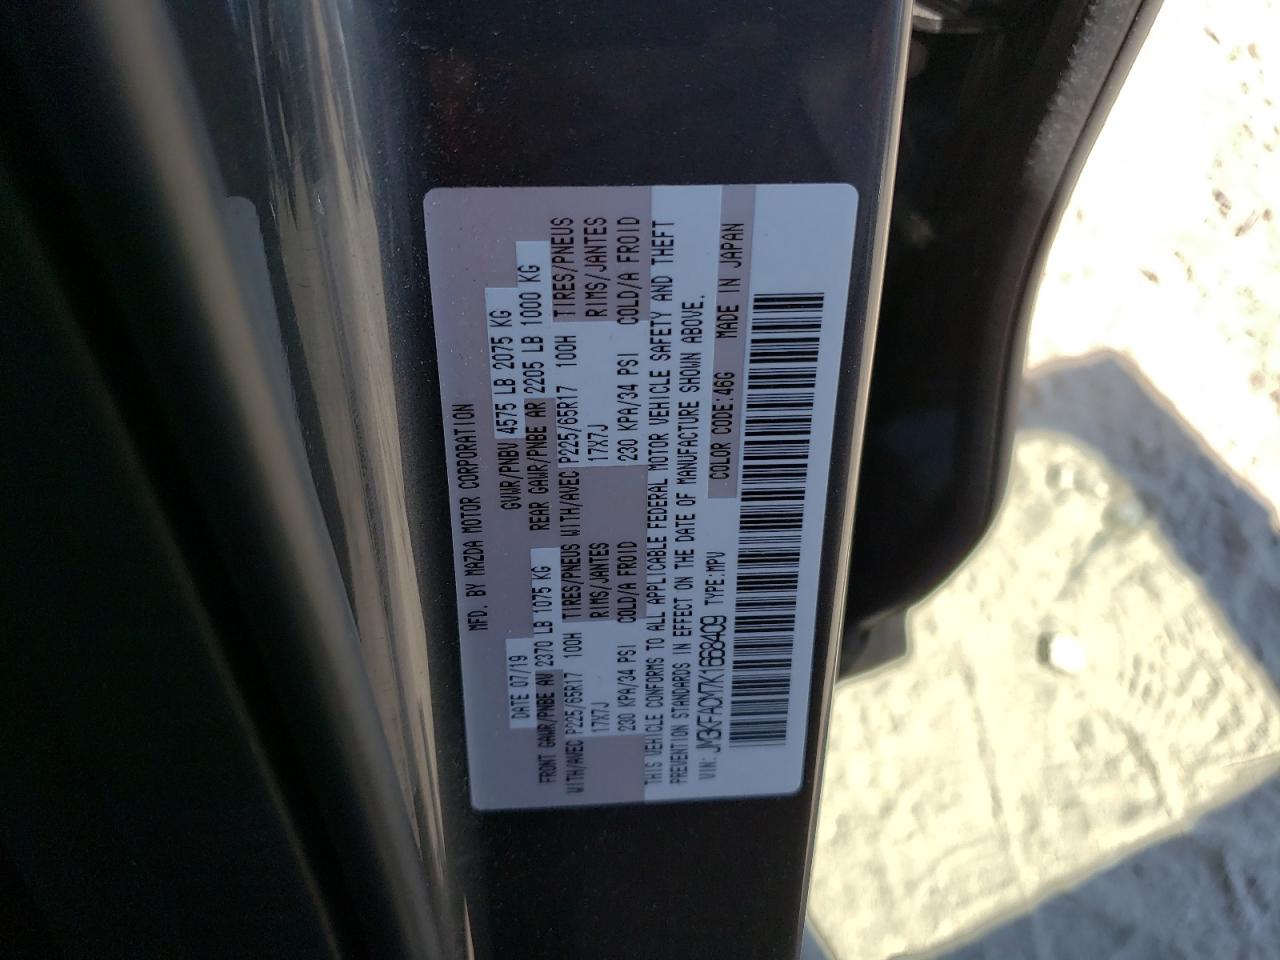 MFD. BY MAZDA MOTOR CORPORATION
DATE 07/19 GVWR/PNBV 4575 LB 2075 KG
FRONT GAWR/PNBE AV 2370 LB 1075 KG REAR GAWR/PNBE AR 2205 LB 1000 KG
WITH/AVEC P225/65R17 100H TIRES/PNEUS WITH/AVEC P225/65R17 100H TIRES/PNEUS
17X7J RIMS/JANTES 17X7J RIMS/JANTES
230 KPA/34 PSI COLD/A FROID 230 KPA/34 PSI COLD/A FROID
THIS VEHICLE CONFORMS TO ALL APPLICABLE FEDERAL MOTOR VEHICLE SAFETY AND THEFT
PREVENTION STANDARDS IN EFFECT ON THE DATE OF MANUFACTURE SHOWN ABOVE.
VIN: JM3KFACM7K1668409 TYPE:MPV COLOR CODE:46G MADE IN JAPAN